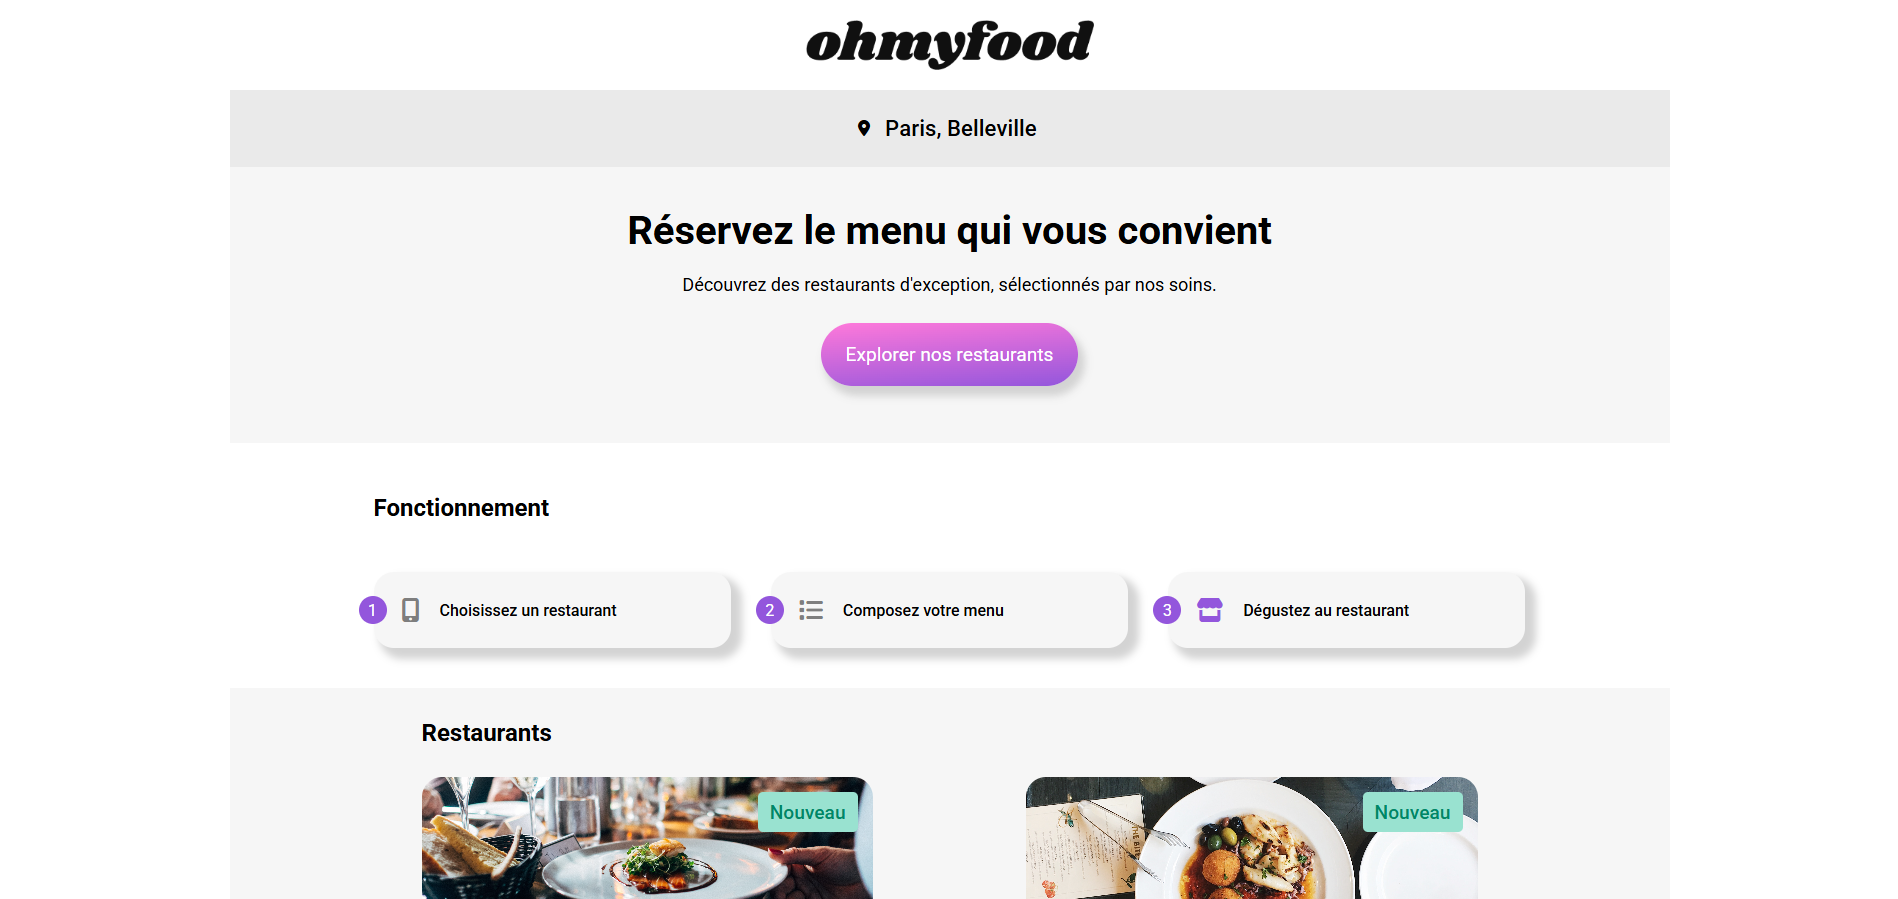 ohmyfood
Paris, Belleville
Réservez le menu qui vous convient
Découvrez des restaurants d'exception, sélectionnés par nos soins.
Explorer nos restaurants
Fonctionnement
1 Choisissez un restaurant
2 Composez votre menu
3 Dégustez au restaurant
Restaurants
Nouveau
Nouveau